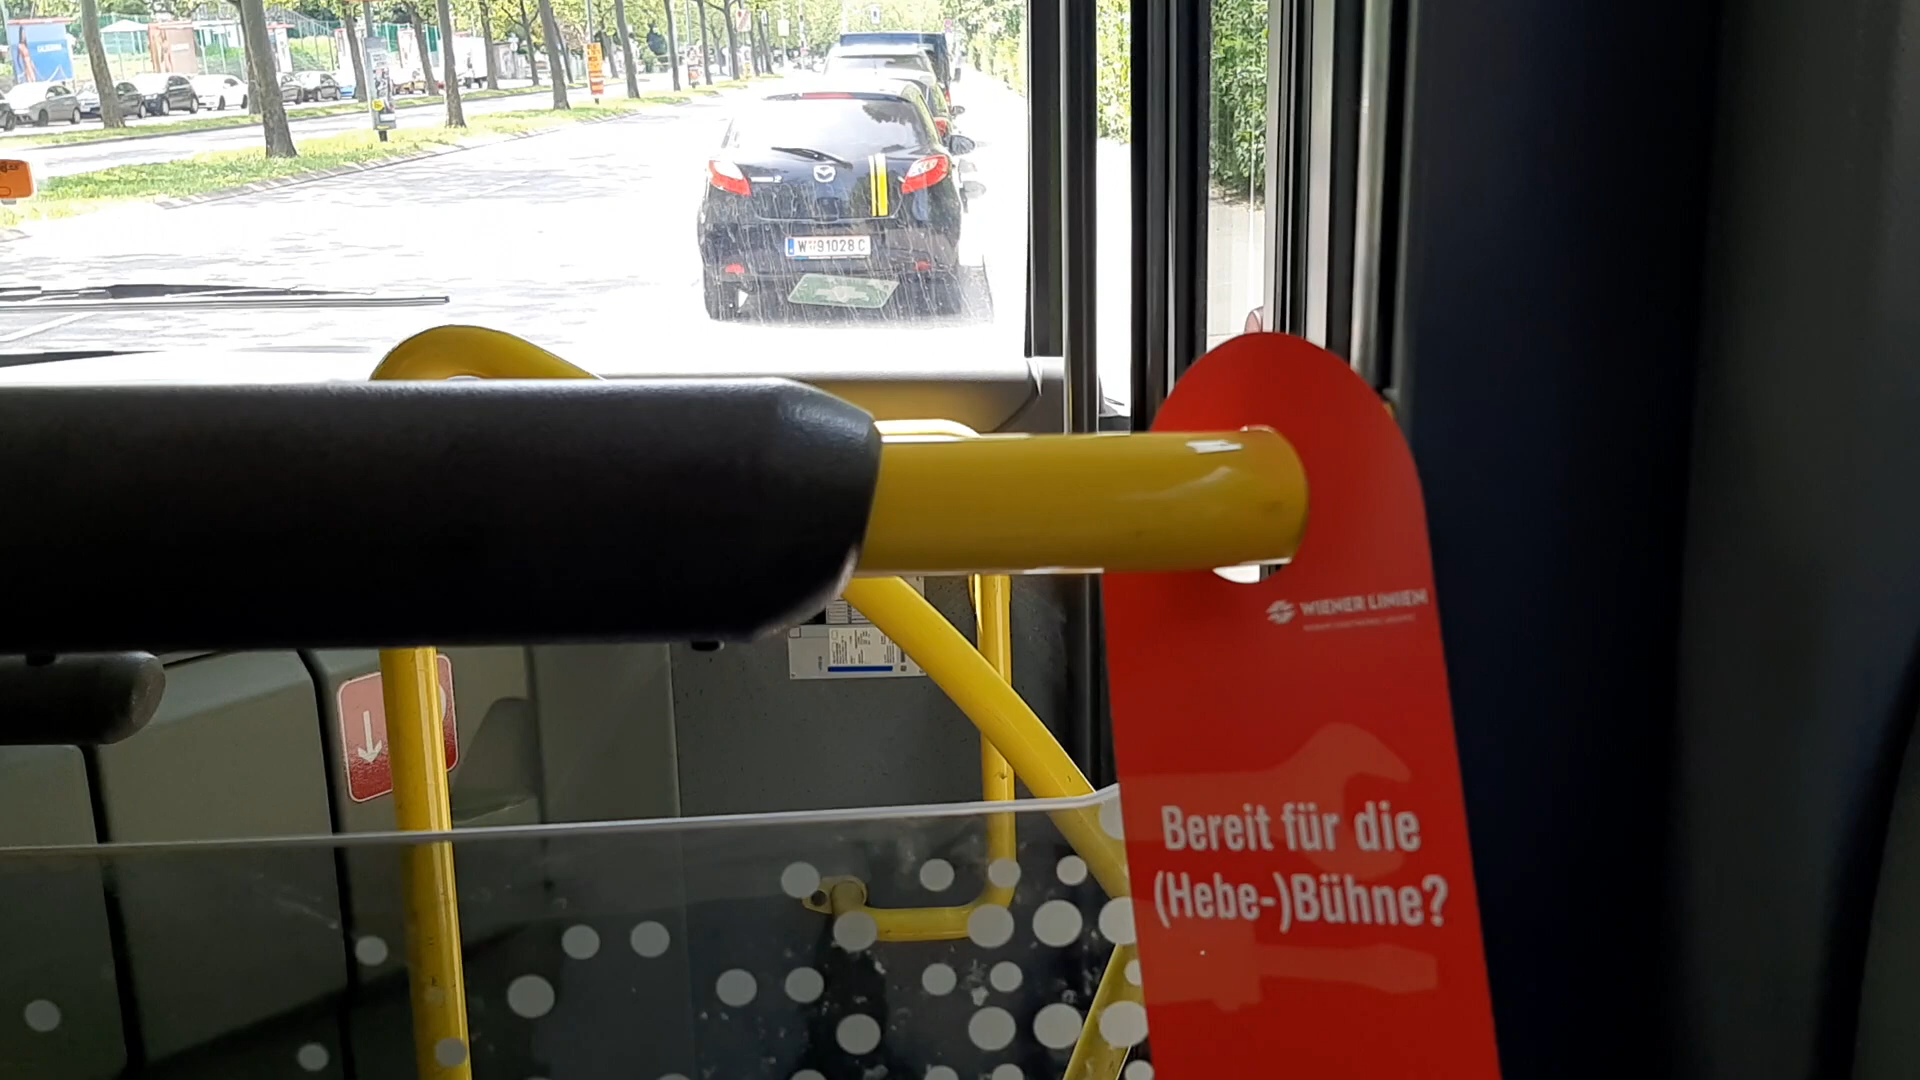 W 91028 C
WIENER LINIEN
Bereit für die
(Hebe-)Bühne?